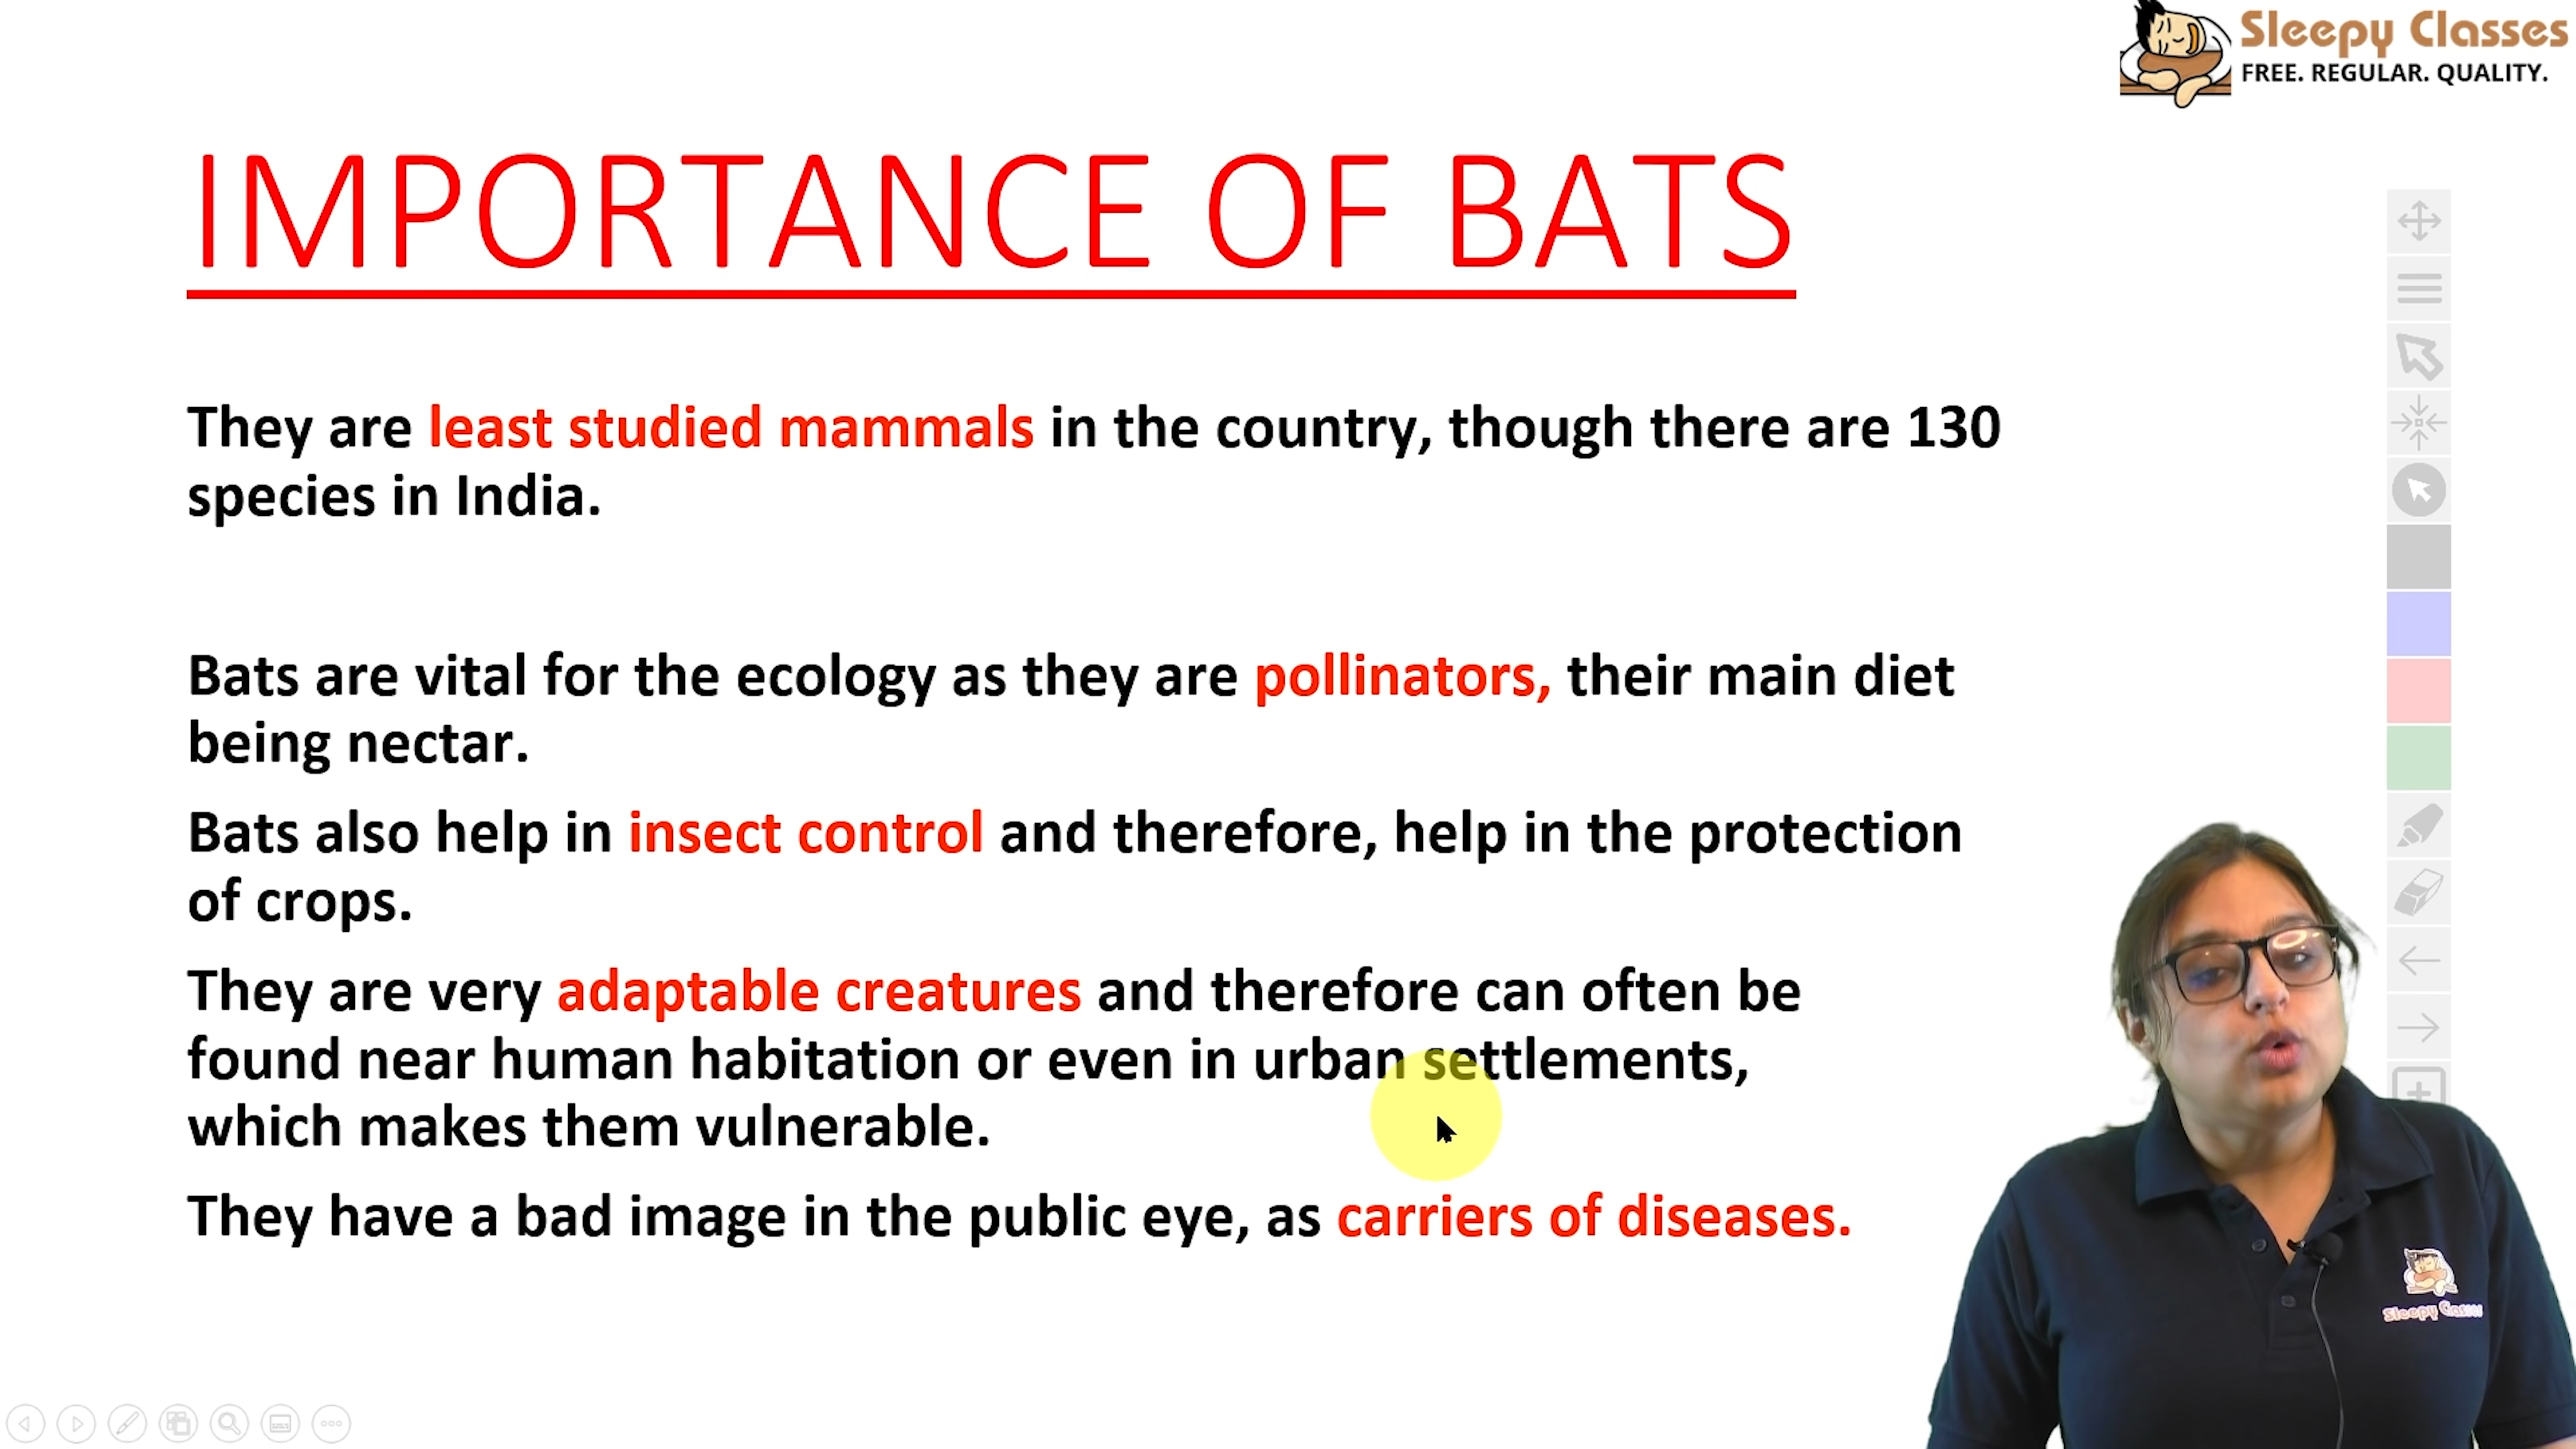 Sleepy Classes
FREE. REGULAR. QUALITY.
IMPORTANCE OF BATS
They are least studied mammals in the country, though there are 130
species in India.
Bats are vital for the ecology as they are pollinators, their main diet
being nectar.
Bats also help in insect control and therefore, help in the protection
of crops.
They are very adaptable creatures and therefore can often be
found near human habitation or even in urban settlements,
which makes them vulnerable.
They have a bad image in the public eye, as carriers of diseases.
Sleepy Classes